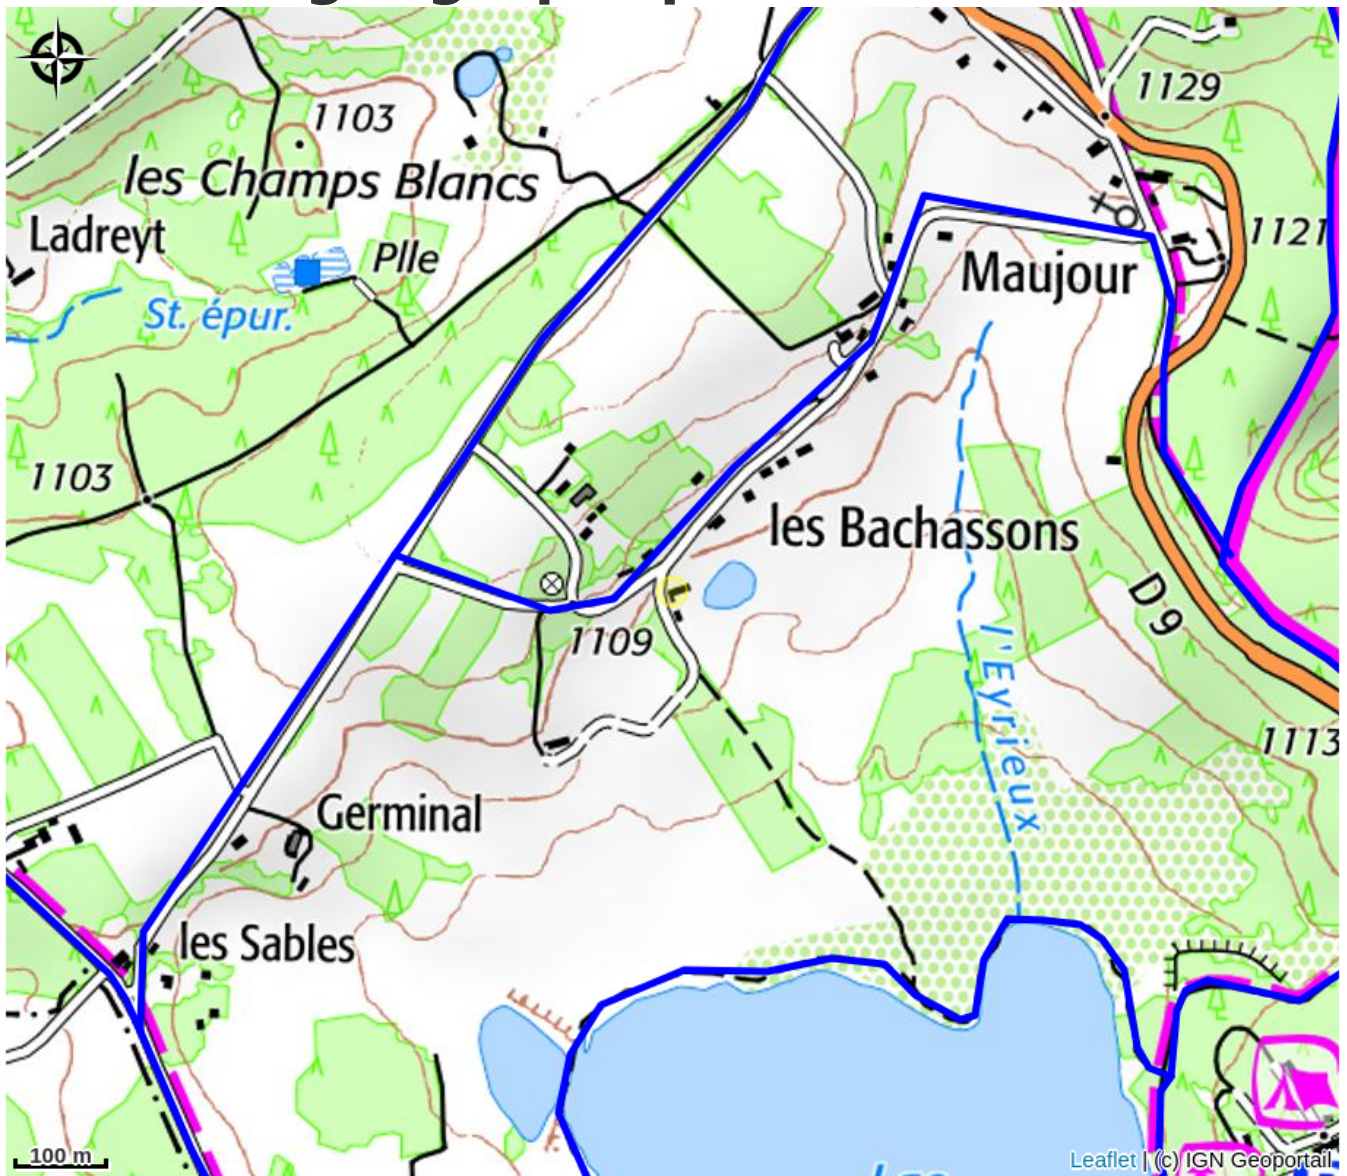 1129
1103
les Champs Blancs
Ladreyt
Plle
1121
Maujour
St. épur.
1103
les Bachassons
D 9
1109
l'Eyrieux
1113
Germinal
les Sables
100 m
Leaflet | (c) IGN Geoportail